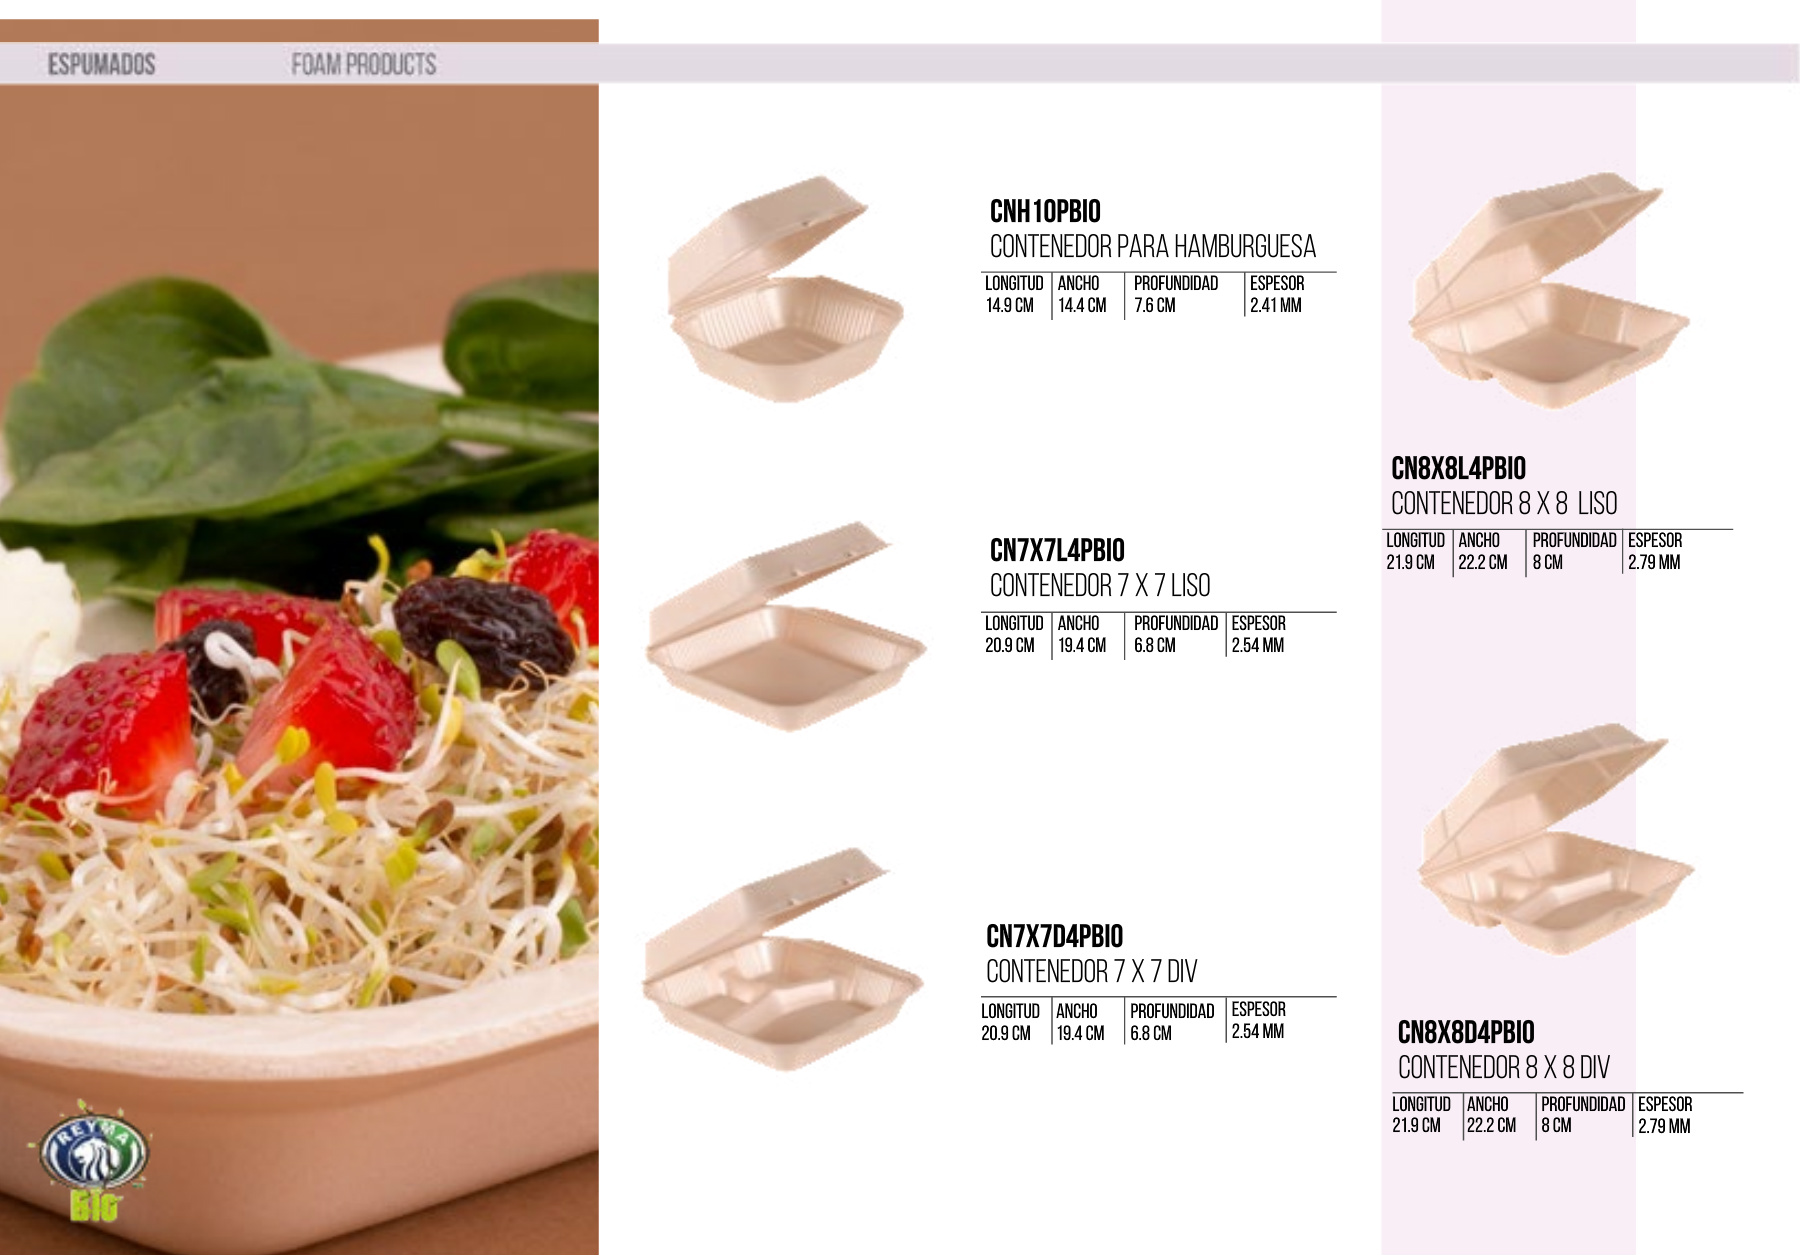 ESPUMADOS
FOAM PRODUCTS
CNH10PBIO
CONTENEDOR PARA HAMBURGUESA
LONGITUD ANCHO PROFUNDIDAD ESPESOR
14.9 CM 14.4 CM 7.6 CM 2.41 MM
CN7X7L4PBIO
CONTENEDOR 7 X 7 LISO
LONGITUD ANCHO PROFUNDIDAD ESPESOR
20.9 CM 19.4 CM 6.8 CM 2.54 MM
CN7X7D4PBIO
CONTENEDOR 7 X 7 DIV
LONGITUD ANCHO PROFUNDIDAD ESPESOR
20.9 CM 19.4 CM 6.8 CM 2.54 MM
CN8X8L4PBIO
CONTENEDOR 8 X 8 LISO
LONGITUD ANCHO PROFUNDIDAD ESPESOR
21.9 CM 22.2 CM 8 CM 2.79 MM
CN8X8D4PBIO
CONTENEDOR 8 X 8 DIV
LONGITUD ANCHO PROFUNDIDAD ESPESOR
21.9 CM 22.2 CM 8 CM 2.79 MM
REYMA
Bio